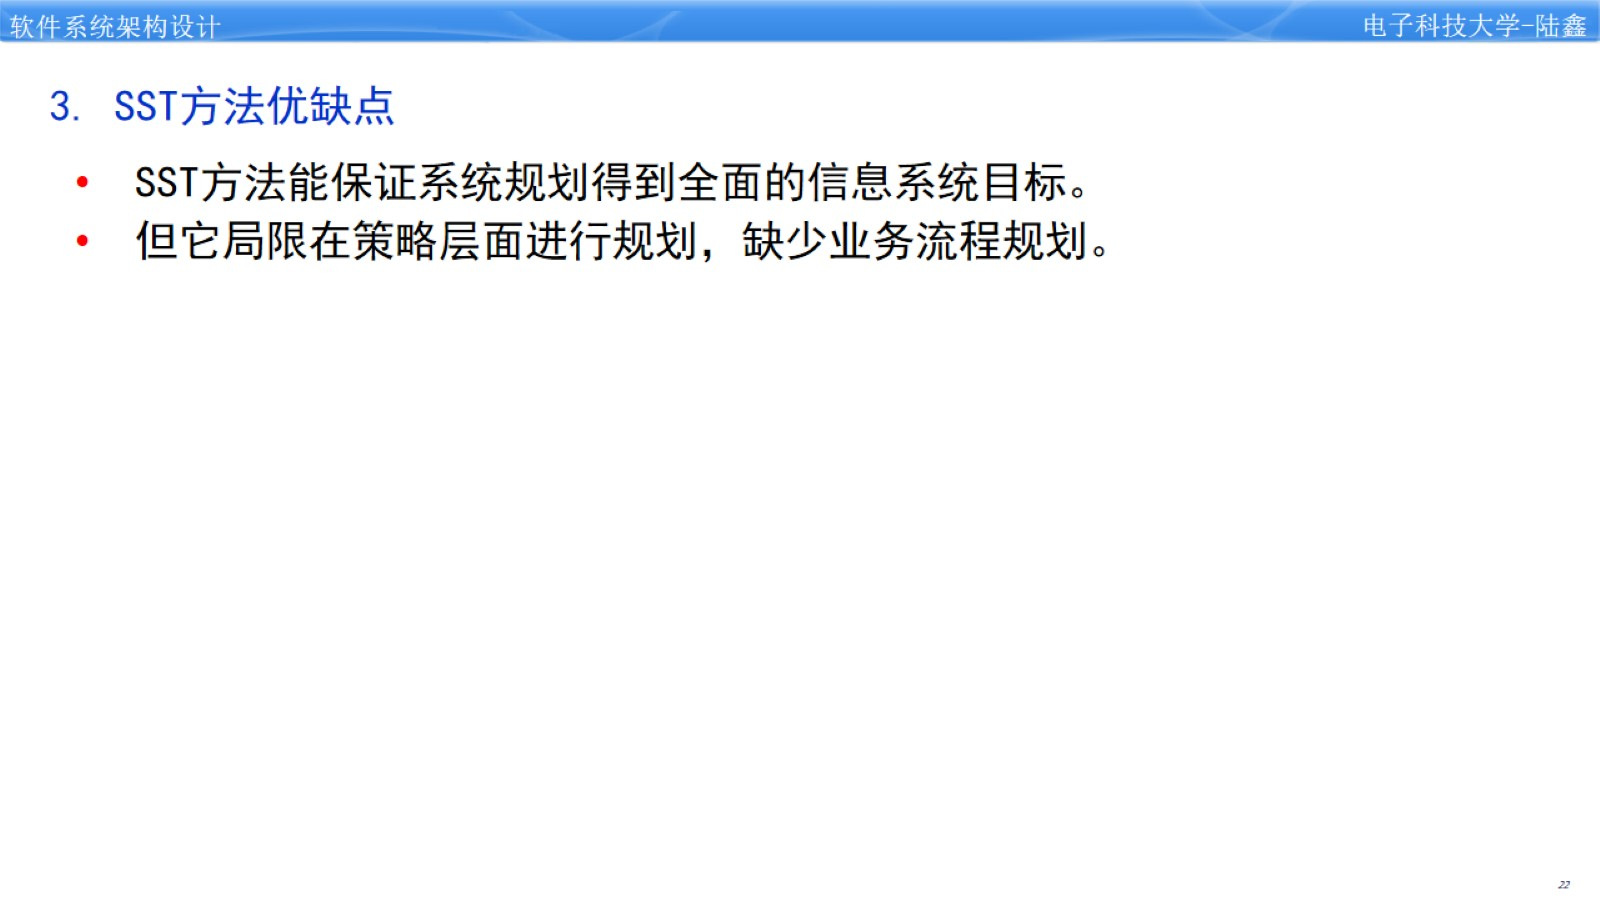 软件系统架构设计
电子科技大学-陆鑫
3. SST方法优缺点
• SST方法能保证系统规划得到全面的信息系统目标。
• 但它局限在策略层面进行规划，缺少业务流程规划。
22